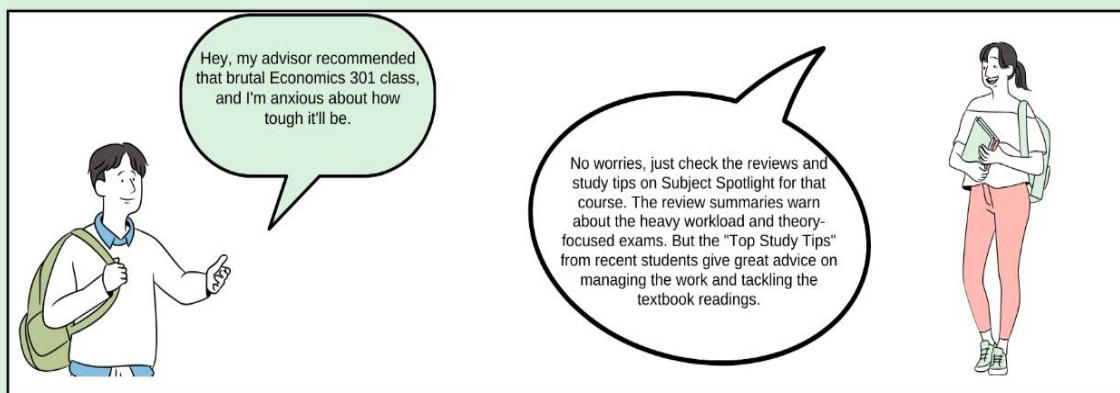 Hey, my advisor recommended
that brutal Economics 301 class,
and I'm anxious about how
tough it'll be.
No worries, just check the reviews and
study tips on Subject Spotlight for that
course. The review summaries warn
about the heavy workload and theory-
focused exams. But the "Top Study Tips"
from recent students give great advice on
managing the work and tackling the
textbook readings.